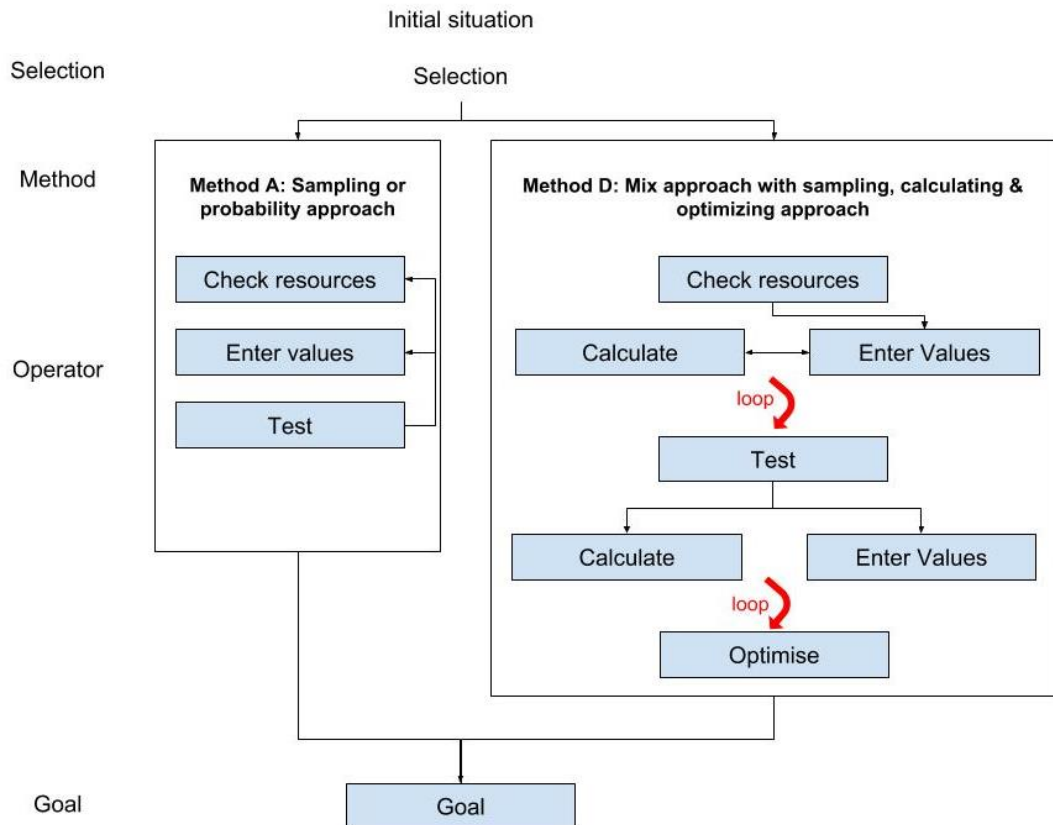 Initial situation
Selection
Selection
Method
Method A: Sampling or
probability approach
Method D: Mix approach with sampling, calculating &
optimizing approach
Operator
Check resources
Enter values
Test
Check resources
Calculate
Enter Values
loop
Test
Calculate
Enter Values
loop
Optimise
Goal
Goal